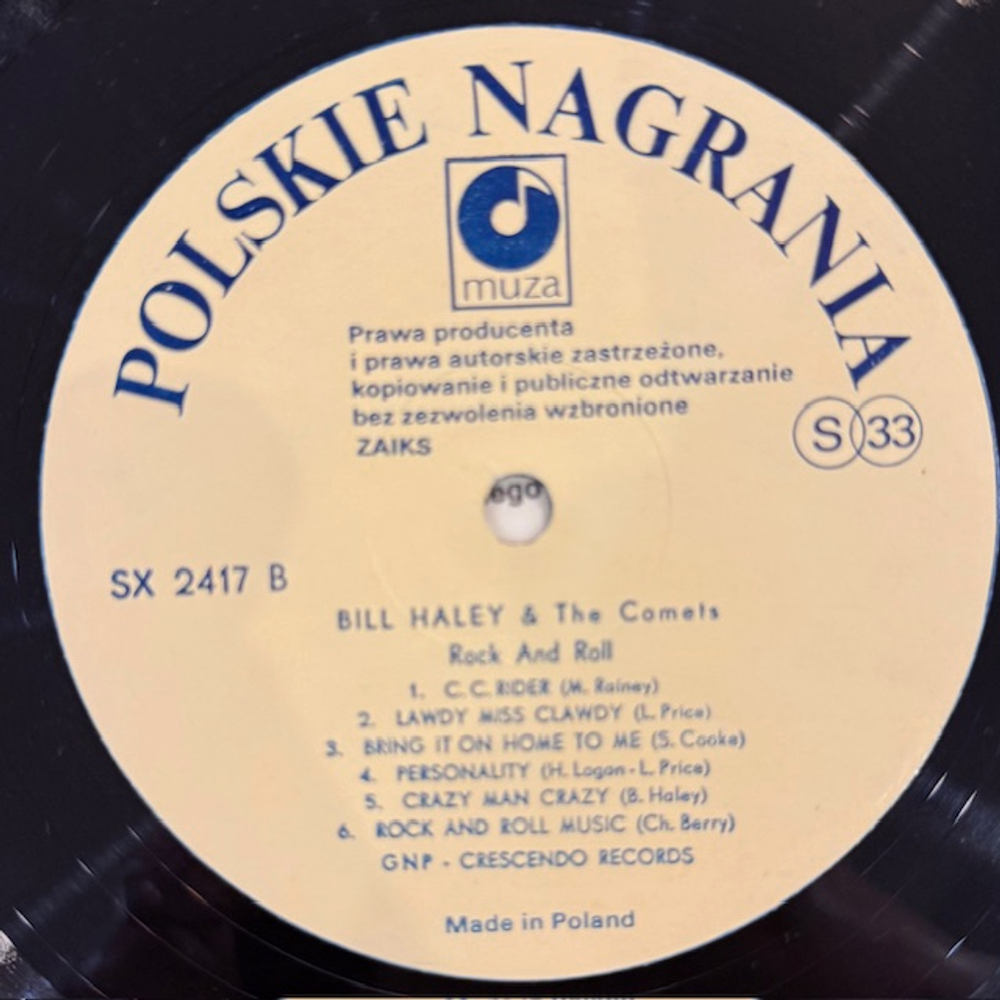 POLSKIE NAGRANIA
muza
Prawa producenta
i prawa autorskie zastrzeżone,
kopiowanie i publiczne odtwarzanie
bez zezwolenia wzbronione
ZAIKS
S 33
ego
SX 2417 B
BILL HALEY & The Comets
Rock And Roll
1. C.C. RIDER (M. Rainey)
2. LAWDY MISS CLAWDY (L. Price)
3. BRING IT ON HOME TO ME (S. Cooke)
4. PERSONALITY (H. Logan - L. Price)
5. CRAZY MAN CRAZY (B. Haley)
6. ROCK AND ROLL MUSIC (Ch. Berry)
GNP - CRESCENDO RECORDS
Made in Poland